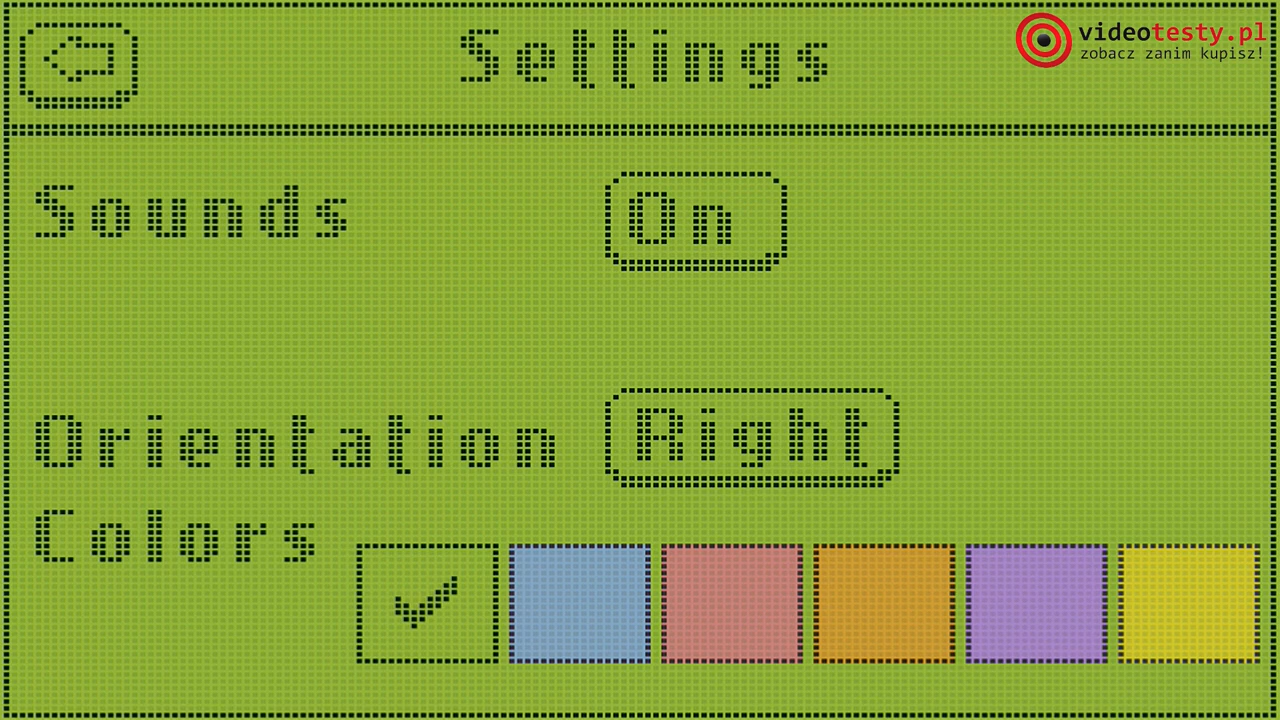 Settings
videotesty.pl
zobacz zanim kupisz!
Sounds On
Orientation Right
Colors